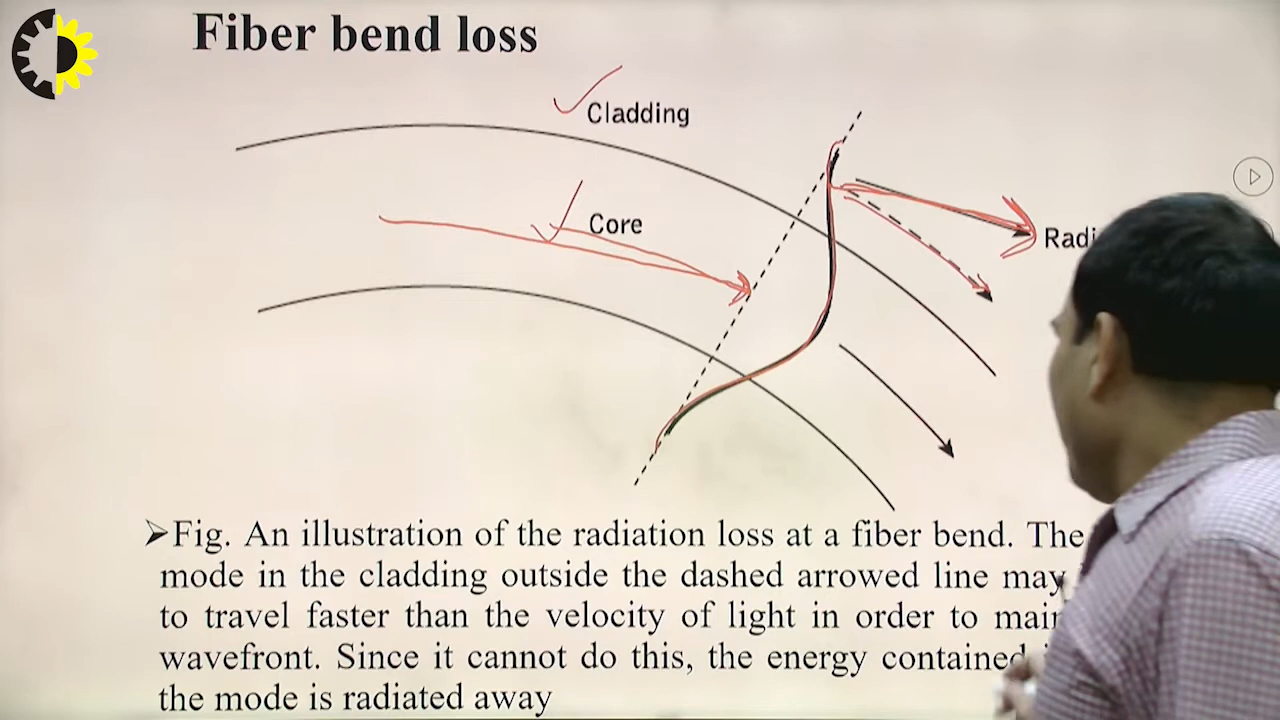 Fiber bend loss
Cladding
Core
➢Fig. An illustration of the radiation loss at a fiber bend. The
mode in the cladding outside the dashed arrowed line may
to travel faster than the velocity of light in order to
wavefront. Since it cannot do this, the energy contained
the mode is radiated away